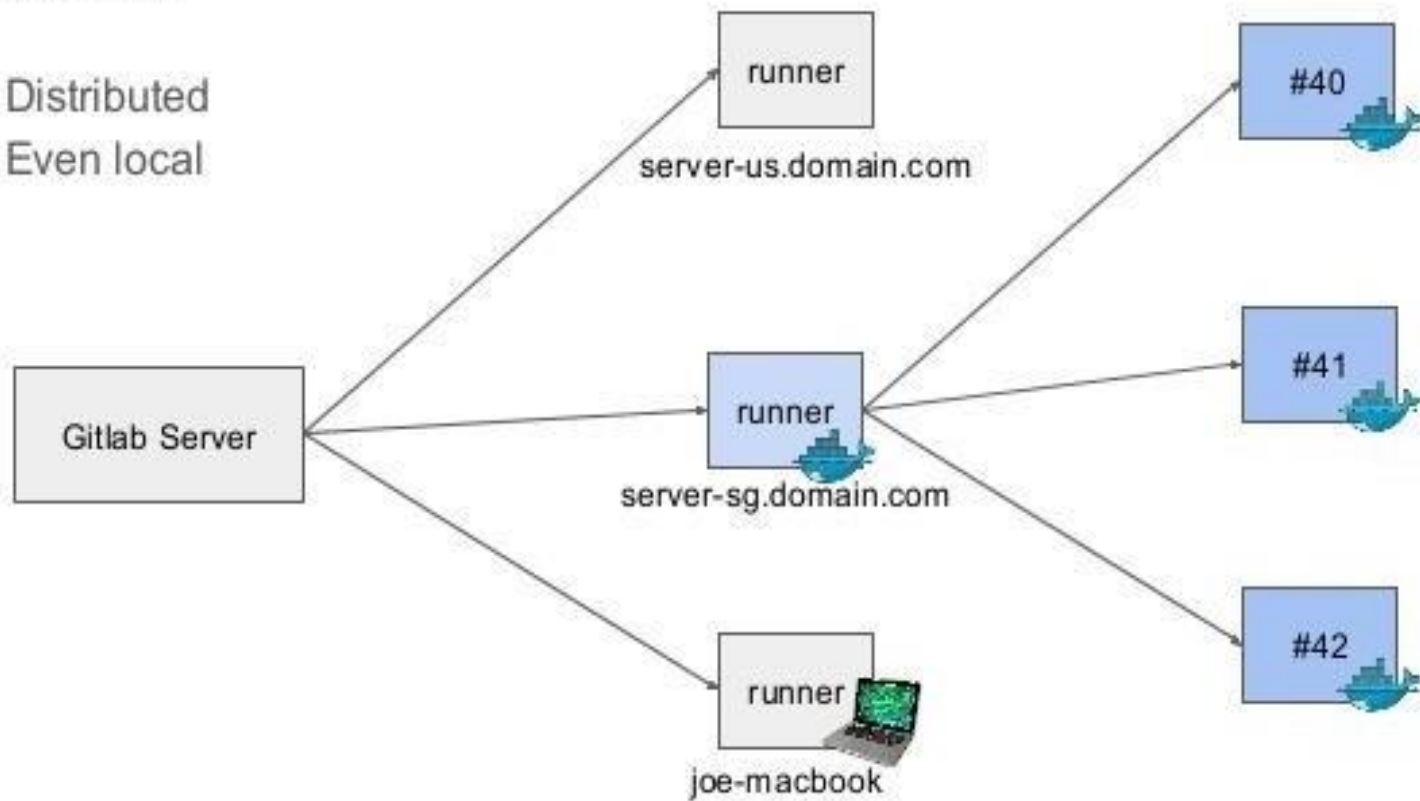 Distributed
Even local
runner
server-us.domain.com
#40
Gitlab Server
runner
server-sg.domain.com
#41
runner
joe-macbook
#42